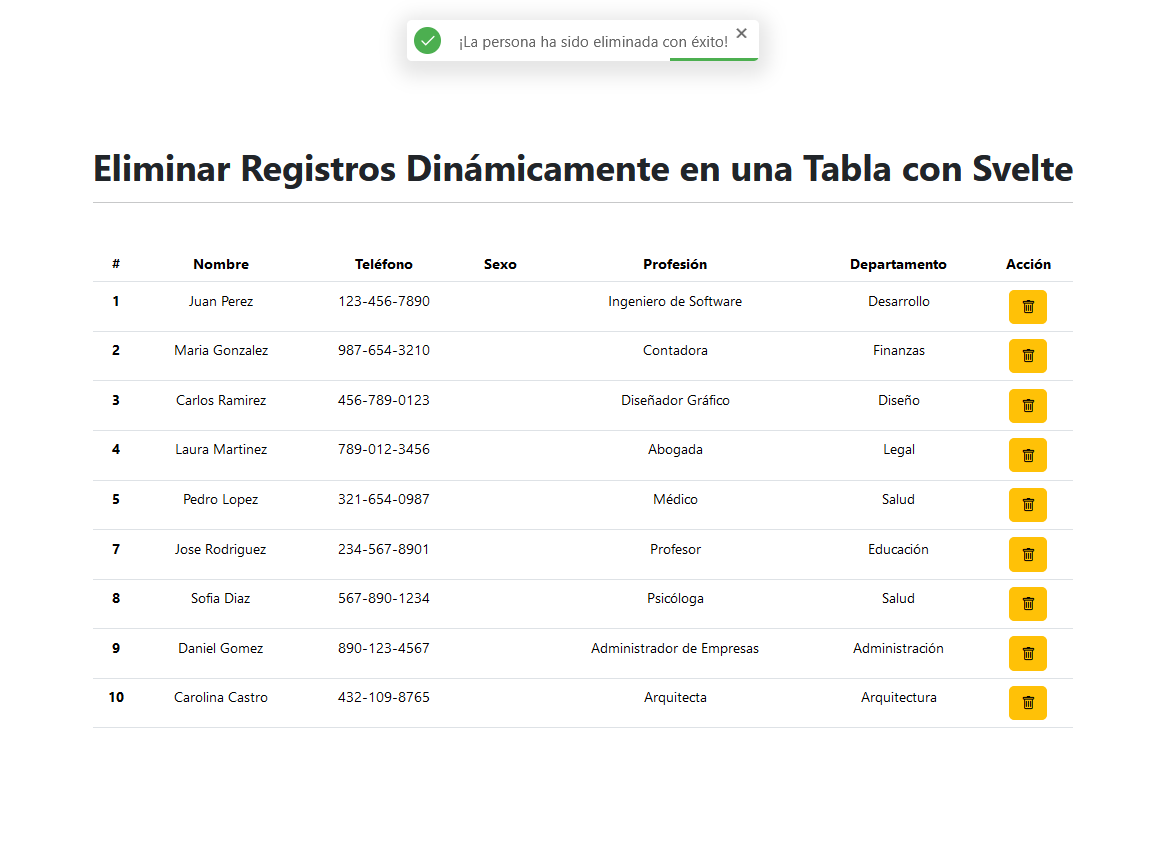 ¡La persona ha sido eliminada con éxito!
Eliminar Registros Dinámicamente en una Tabla con Svelte
# Nombre Teléfono Sexo Profesión Departamento Acción
1 Juan Perez 123-456-7890 Ingeniero de Software Desarrollo
2 Maria Gonzalez 987-654-3210 Contadora Finanzas
3 Carlos Ramirez 456-789-0123 Diseñador Gráfico Diseño
4 Laura Martinez 789-012-3456 Abogada Legal
5 Pedro Lopez 321-654-0987 Médico Salud
7 Jose Rodriguez 234-567-8901 Profesor Educación
8 Sofia Diaz 567-890-1234 Psicóloga Salud
9 Daniel Gomez 890-123-4567 Administrador de Empresas Administración
10 Carolina Castro 432-109-8765 Arquitecta Arquitectura